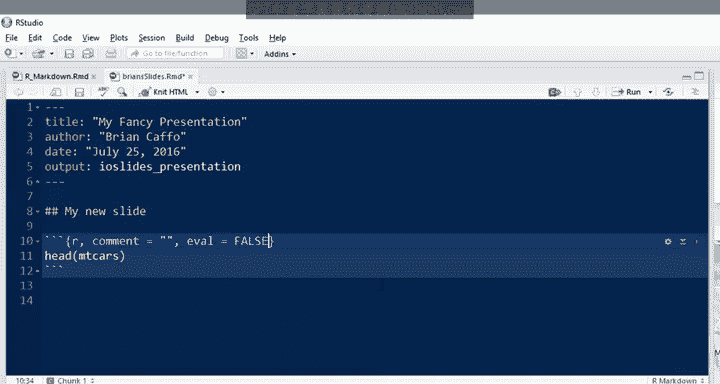 RStudio
File Edit Code View Plots Session Build Debug Tools Help
Go to file/function Addins
R_Markdown.Rmd × briansSlides.Rmd* ×
ABC Knit HTML Run
1 ---
2 title: "My Fancy Presentation"
3 author: "Brian Caffo"
4 date: "July 25, 2016"
5 output: ioslides_presentation
6 ---
7
8 ## My new slide
9
10 ```{r, comment = "", eval = FALSE}
11 head(mtcars)
12 ```
13
14
10:34 Chunk 1 R Markdown